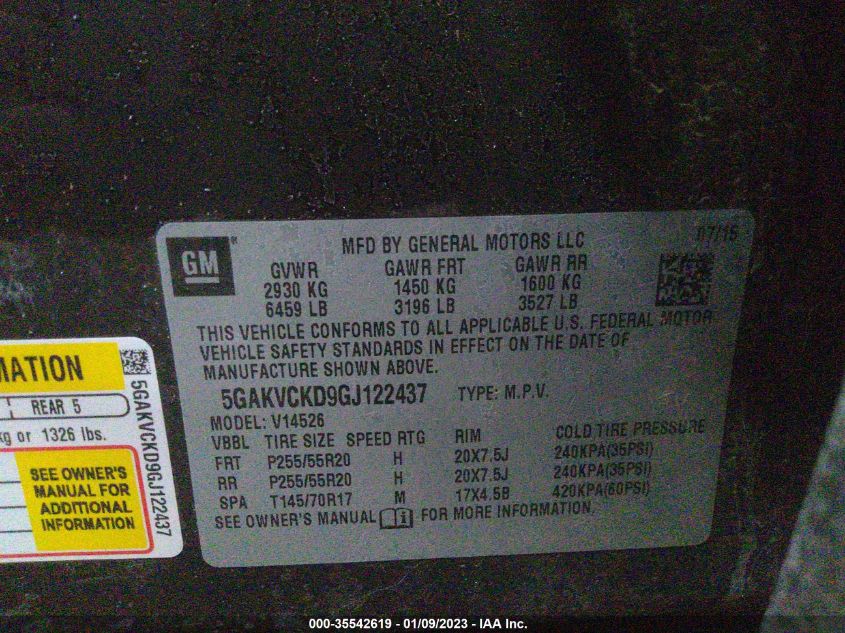 GM
®
MFD BY GENERAL MOTORS LLC 07/15
GVWR GAWR FRT GAWR RR
2930 KG 1450 KG 1600 KG
6459 LB 3196 LB 3527 LB
THIS VEHICLE CONFORMS TO ALL APPLICABLE U.S. FEDERAL MOTOR
VEHICLE SAFETY STANDARDS IN EFFECT ON THE DATE OF
MANUFACTURE SHOWN ABOVE.
5GAKVCKD9GJ122437 TYPE: M.P.V.
MODEL: V14526
VBBL TIRE SIZE SPEED RTG RIM COLD TIRE PRESSURE
FRT P255/55R20 H 20X7.5J 240KPA(35PSI)
RR P255/55R20 H 20X7.5J 240KPA(35PSI)
SPA T145/70R17 M 17X4.5B 420KPA(60PSI)
SEE OWNER'S MANUAL FOR MORE INFORMATION.
MATION
REAR 5
kg or 1326 lbs.
SEE OWNER'S
MANUAL FOR
ADDITIONAL
INFORMATION
5GAKVCKD9GJ122437
000-35542619 - 01/09/2023 - IAA Inc.